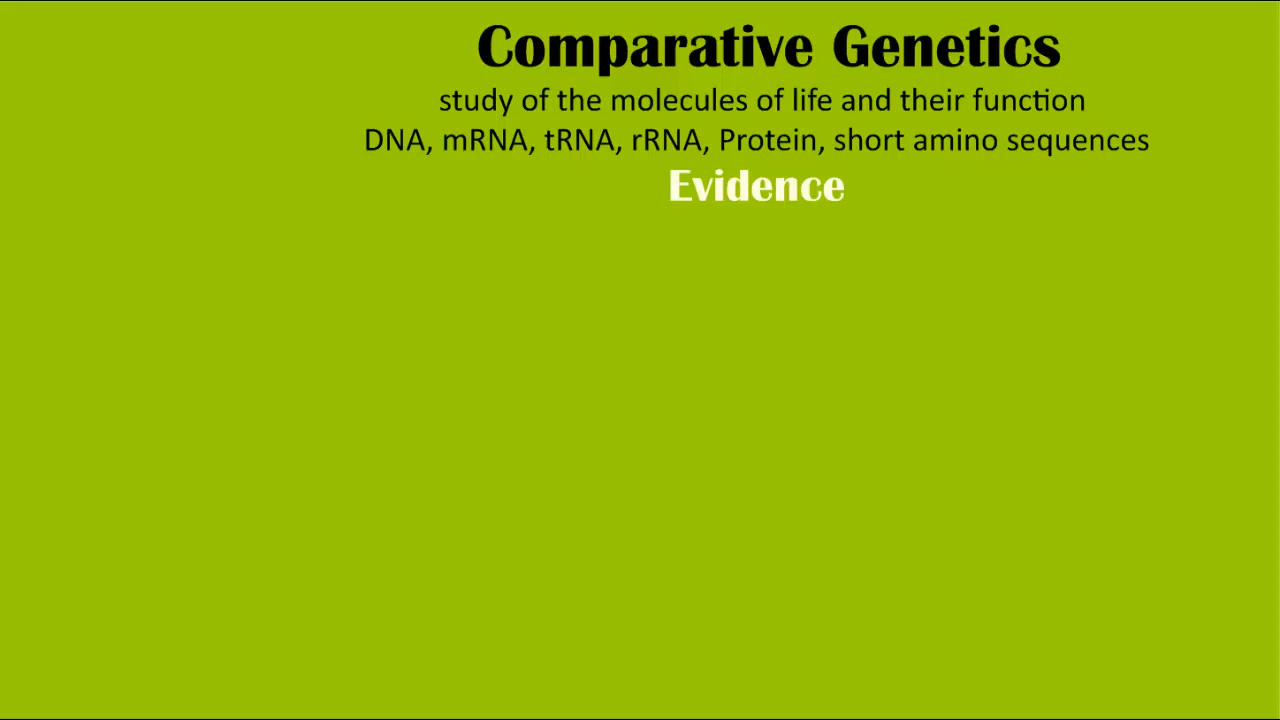 Comparative Genetics
study of the molecules of life and their function
DNA, mRNA, tRNA, rRNA, Protein, short amino sequences
Evidence